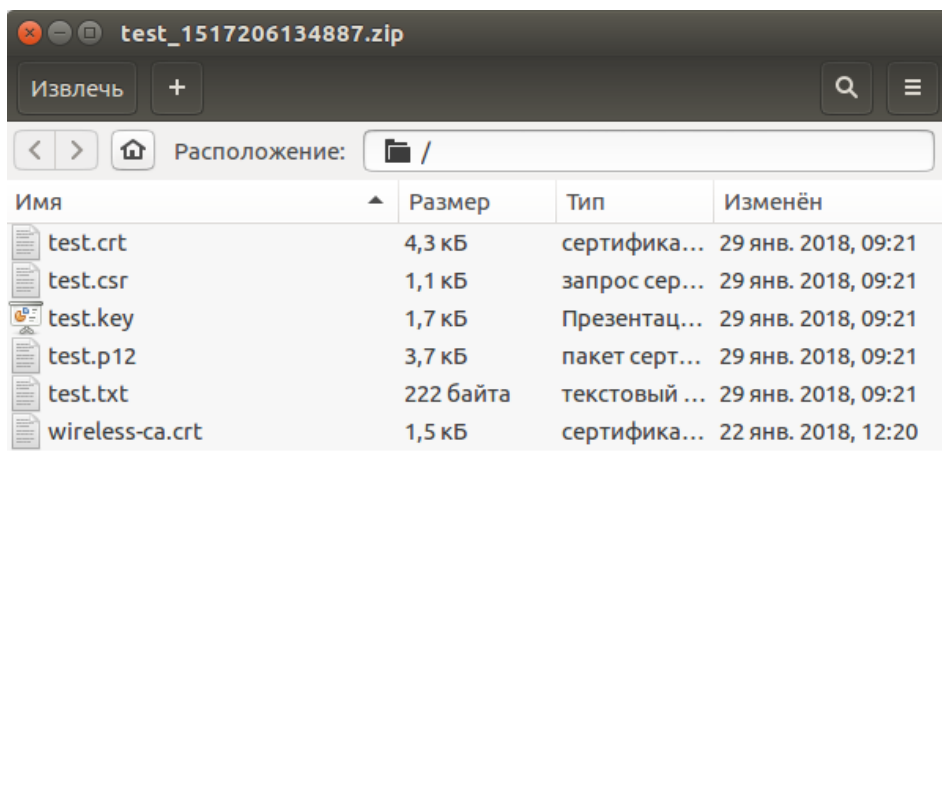 test_1517206134887.zip
Извлечь +
Расположение: /
Имя Размер Тип Изменён
test.crt 4,3 кБ сертифика… 29 янв. 2018, 09:21
test.csr 1,1 кБ запрос сер… 29 янв. 2018, 09:21
test.key 1,7 кБ Презентац… 29 янв. 2018, 09:21
test.p12 3,7 кБ пакет серт… 29 янв. 2018, 09:21
test.txt 222 байта текстовый … 29 янв. 2018, 09:21
wireless-ca.crt 1,5 кБ сертифика… 22 янв. 2018, 12:20